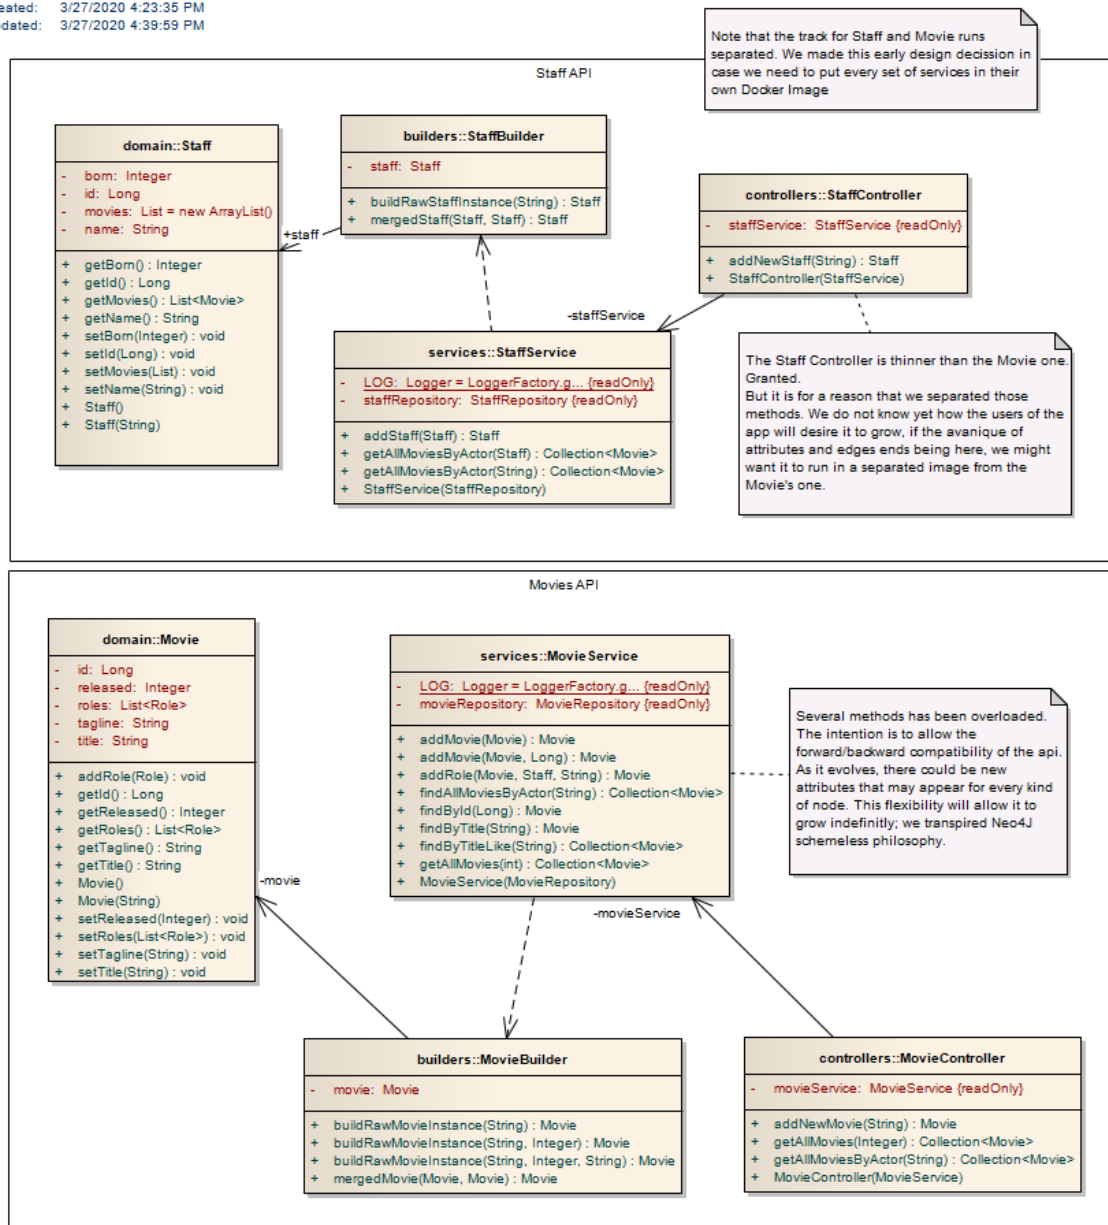 eated: 3/27/2020 4:23:35 PM
dated: 3/27/2020 4:39:59 PM
Note that the track for Staff and Movie runs
separated. We made this early design decission in
case we need to put every set of services in their
own Docker Image
Staff API
domain::Staff
- born: Integer
- id: Long
- movies: List = new ArrayList()
- name: String
+ getBorn() : Integer
+ getId() : Long
+ getMovies() : List<Movie>
+ getName() : String
+ setBorn(Integer) : void
+ setId(Long) : void
+ setMovies(List) : void
+ setName(String) : void
+ Staff()
+ Staff(String)
+staff
builders::StaffBuilder
- staff: Staff
+ buildRawStaffInstance(String) : Staff
+ mergedStaff(Staff, Staff) : Staff
controllers::StaffController
- staffService: StaffService {readOnly}
+ addNewStaff(String) : Staff
+ StaffController(StaffService)
-staffService
services::StaffService
- LOG: Logger = LoggerFactory.g... {readOnly}
- staffRepository: StaffRepository {readOnly}
+ addStaff(Staff) : Staff
+ getAllMoviesByActor(Staff) : Collection<Movie>
+ getAllMoviesByActor(String) : Collection<Movie>
+ StaffService(StaffRepository)
The Staff Controller is thinner than the Movie one.
Granted.
But it is for a reason that we separated those
methods. We do not know yet how the users of the
app will desire it to grow, if the avanique of
attributes and edges ends being here, we might
want it to run in a separated image from the
Movie's one.
Movies API
domain::Movie
- id: Long
- released: Integer
- roles: List<Role>
- tagline: String
- title: String
+ addRole(Role) : void
+ getId() : Long
+ getReleased() : Integer
+ getRoles() : List<Role>
+ getTagline() : String
+ getTitle() : String
+ Movie()
+ Movie(String)
+ setReleased(Integer) : void
+ setRoles(List<Role>) : void
+ setTagline(String) : void
+ setTitle(String) : void
-movie
services::MovieService
- LOG: Logger = LoggerFactory.g... {readOnly}
- movieRepository: MovieRepository {readOnly}
+ addMovie(Movie) : Movie
+ addMovie(Movie, Long) : Movie
+ addRole(Movie, Staff, String) : Movie
+ findAllMoviesByActor(String) : Collection<Movie>
+ findById(Long) : Movie
+ findByTitle(String) : Movie
+ findByTitleLike(String) : Collection<Movie>
+ getAllMovies(int) : Collection<Movie>
+ MovieService(MovieRepository)
Several methods has been overloaded.
The intention is to allow the
forward/backward compatibility of the api.
As it evolves, there could be new
attributes that may appear for every kind
of node. This flexibility will allow it to
grow indefinitly; we transpired Neo4J
schemeless philosophy.
-movieService
builders::MovieBuilder
- movie: Movie
+ buildRawMovieInstance(String) : Movie
+ buildRawMovieInstance(String, Integer) : Movie
+ buildRawMovieInstance(String, Integer, String) : Movie
+ mergedMovie(Movie, Movie) : Movie
controllers::MovieController
- movieService: MovieService {readOnly}
+ addNewMovie(String) : Movie
+ getAllMovies(Integer) : Collection<Movie>
+ getAllMoviesByActor(String) : Collection<Movie>
+ MovieController(MovieService)